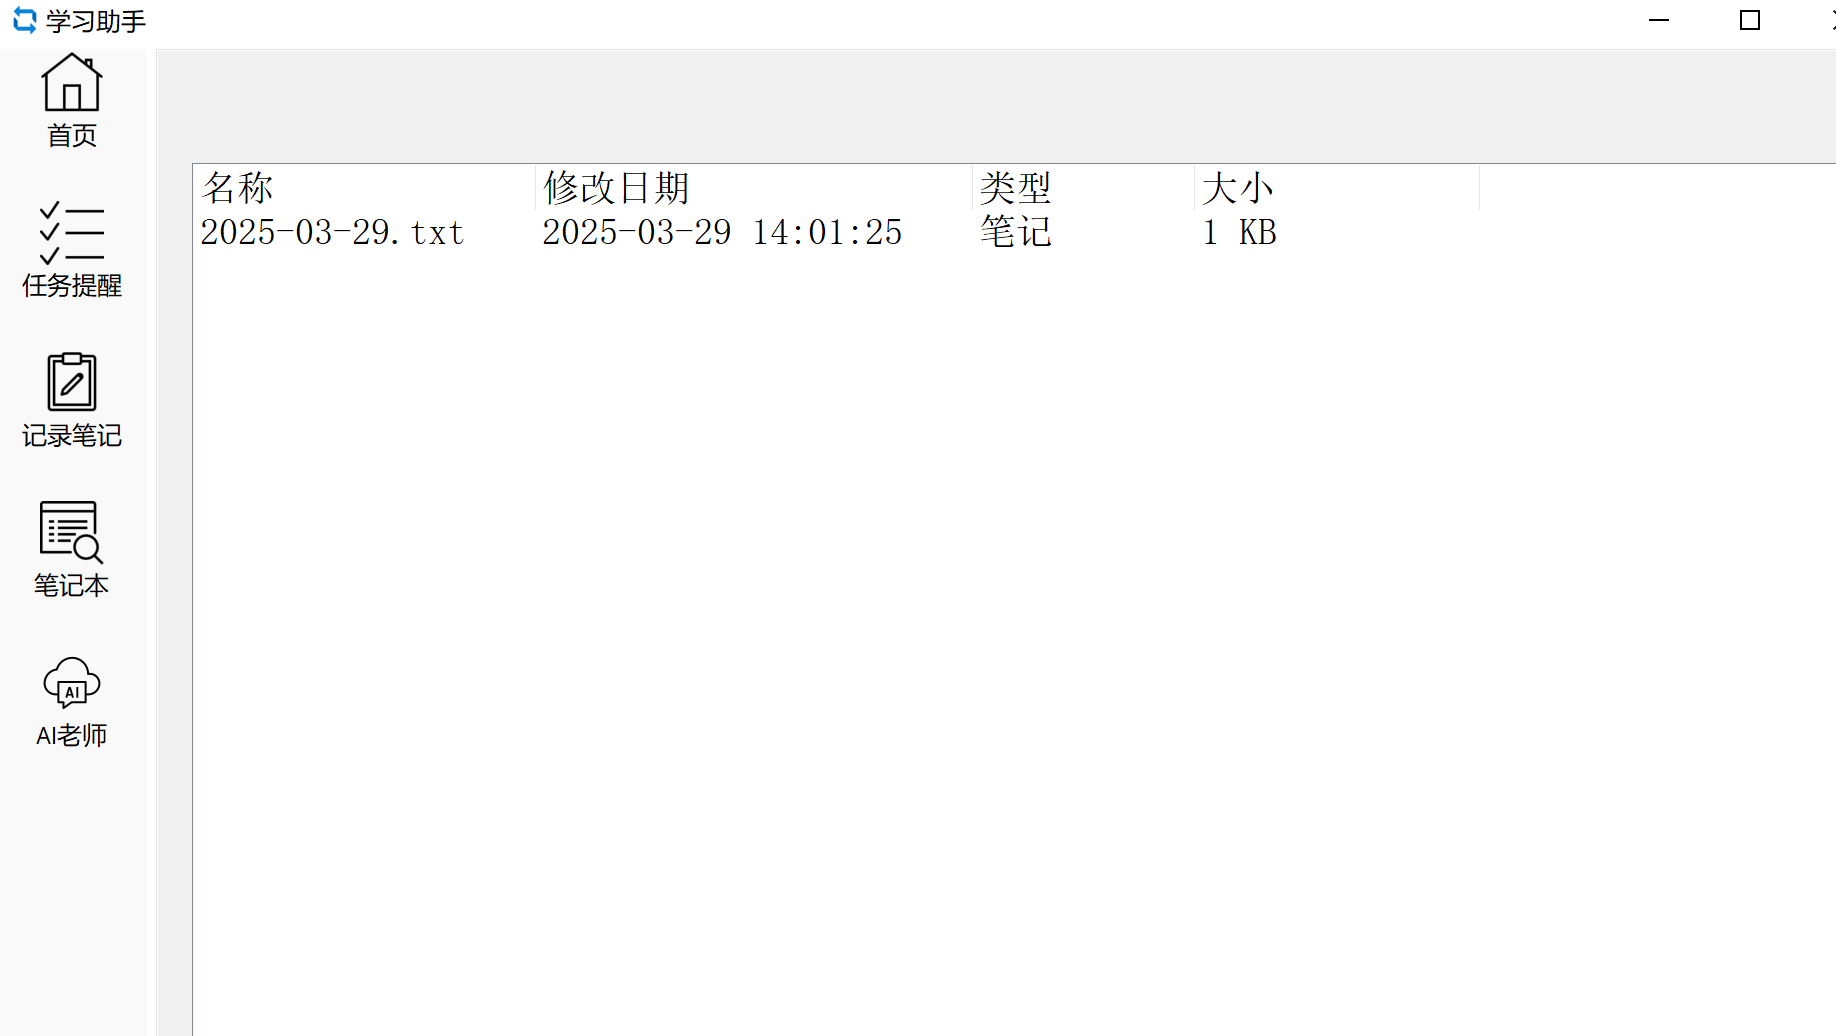 学习助手
首页
任务提醒
记录笔记
笔记本
AI
AI老师
名称 修改日期 类型 大小
2025-03-29.txt 2025-03-29 14:01:25 笔记 1 KB